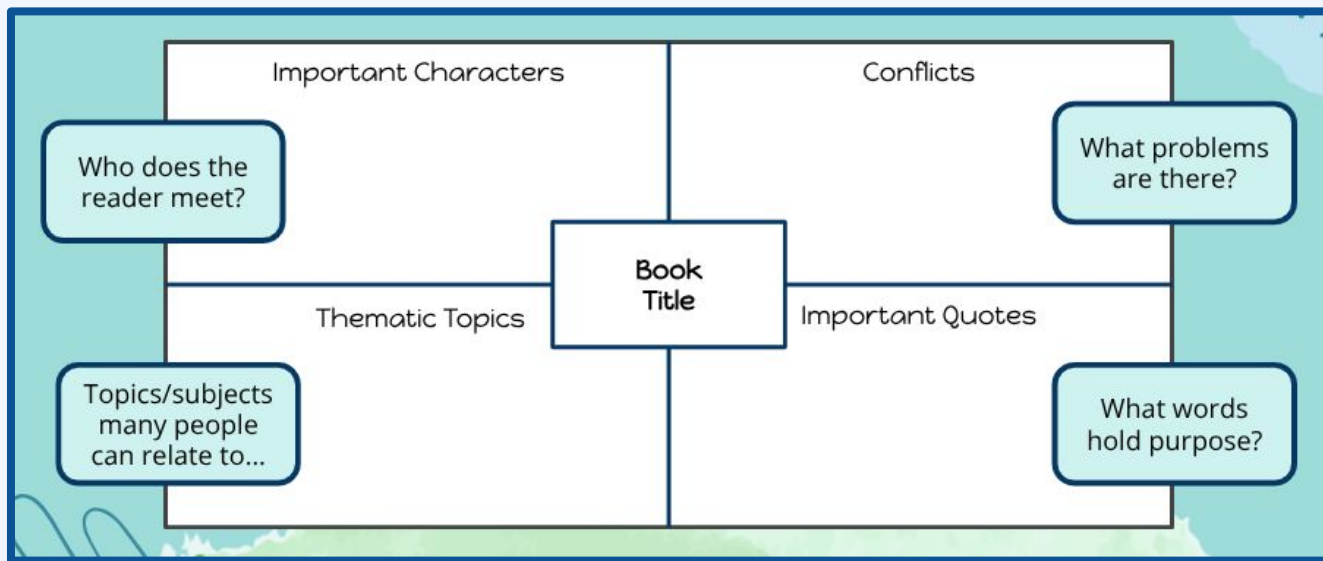 Important Characters
Conflicts
Who does the
reader meet?
What problems
are there?
Book
Title
Thematic Topics
Important Quotes
Topics/subjects
many people
can relate to...
What words
hold purpose?